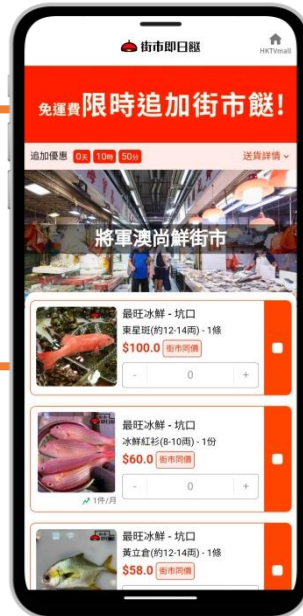 街市即日餸
HKTVmall
免運費限時追加街市餸!
追加優惠 0天 10時 50分 送貨詳情
將軍澳尚鮮街市
最旺冰鮮 - 坑口
東星斑(約12-14両) - 1條
$100.0 街市同價
- 0 +
最旺冰鮮 - 坑口
冰鮮紅衫(8-10両) - 1份
$60.0 街市同價
- 0 +
1件/月
最旺冰鮮 - 坑口
黃立倉(約12-14両) - 1條
$58.0 街市同價